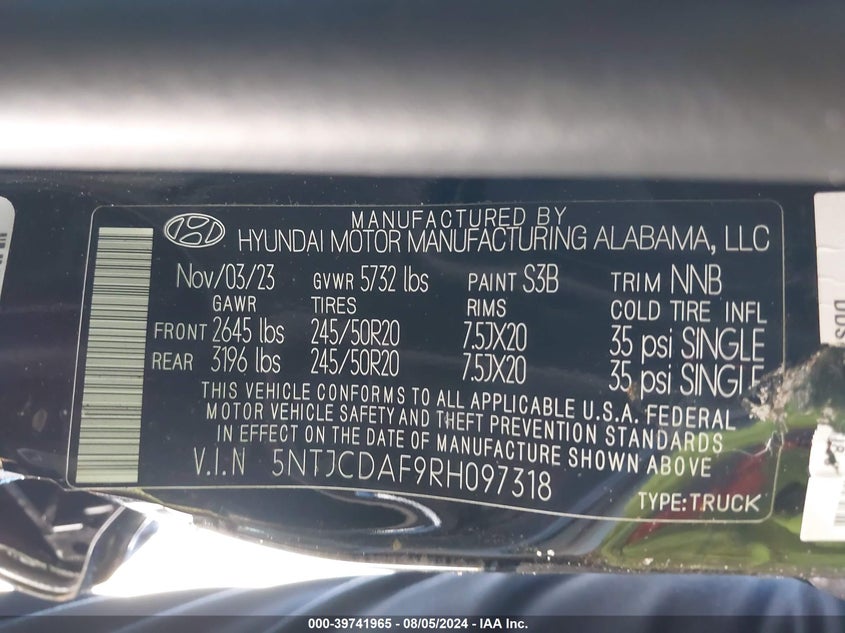 MANUFACTURED BY
HYUNDAI MOTOR MANUFACTURING ALABAMA, LLC
Nov/03/23 GVWR 5732 lbs PAINT S3B TRIM NNB
GAWR TIRES RIMS COLD TIRE INFL
FRONT 2645 lbs 245/50R20 7.5JX20 35 psi SINGLE
REAR 3196 lbs 245/50R20 7.5JX20 35 psi SINGLE
THIS VEHICLE CONFORMS TO ALL APPLICABLE U.S.A. FEDERAL
MOTOR VEHICLE SAFETY AND THEFT PREVENTION STANDARDS
IN EFFECT ON THE DATE OF MANUFACTURE SHOWN ABOVE
V.I.N 5NTJCDAF9RH097318
TYPE:TRUCK
DDS
000-39741965 - 08/05/2024 - IAA Inc.